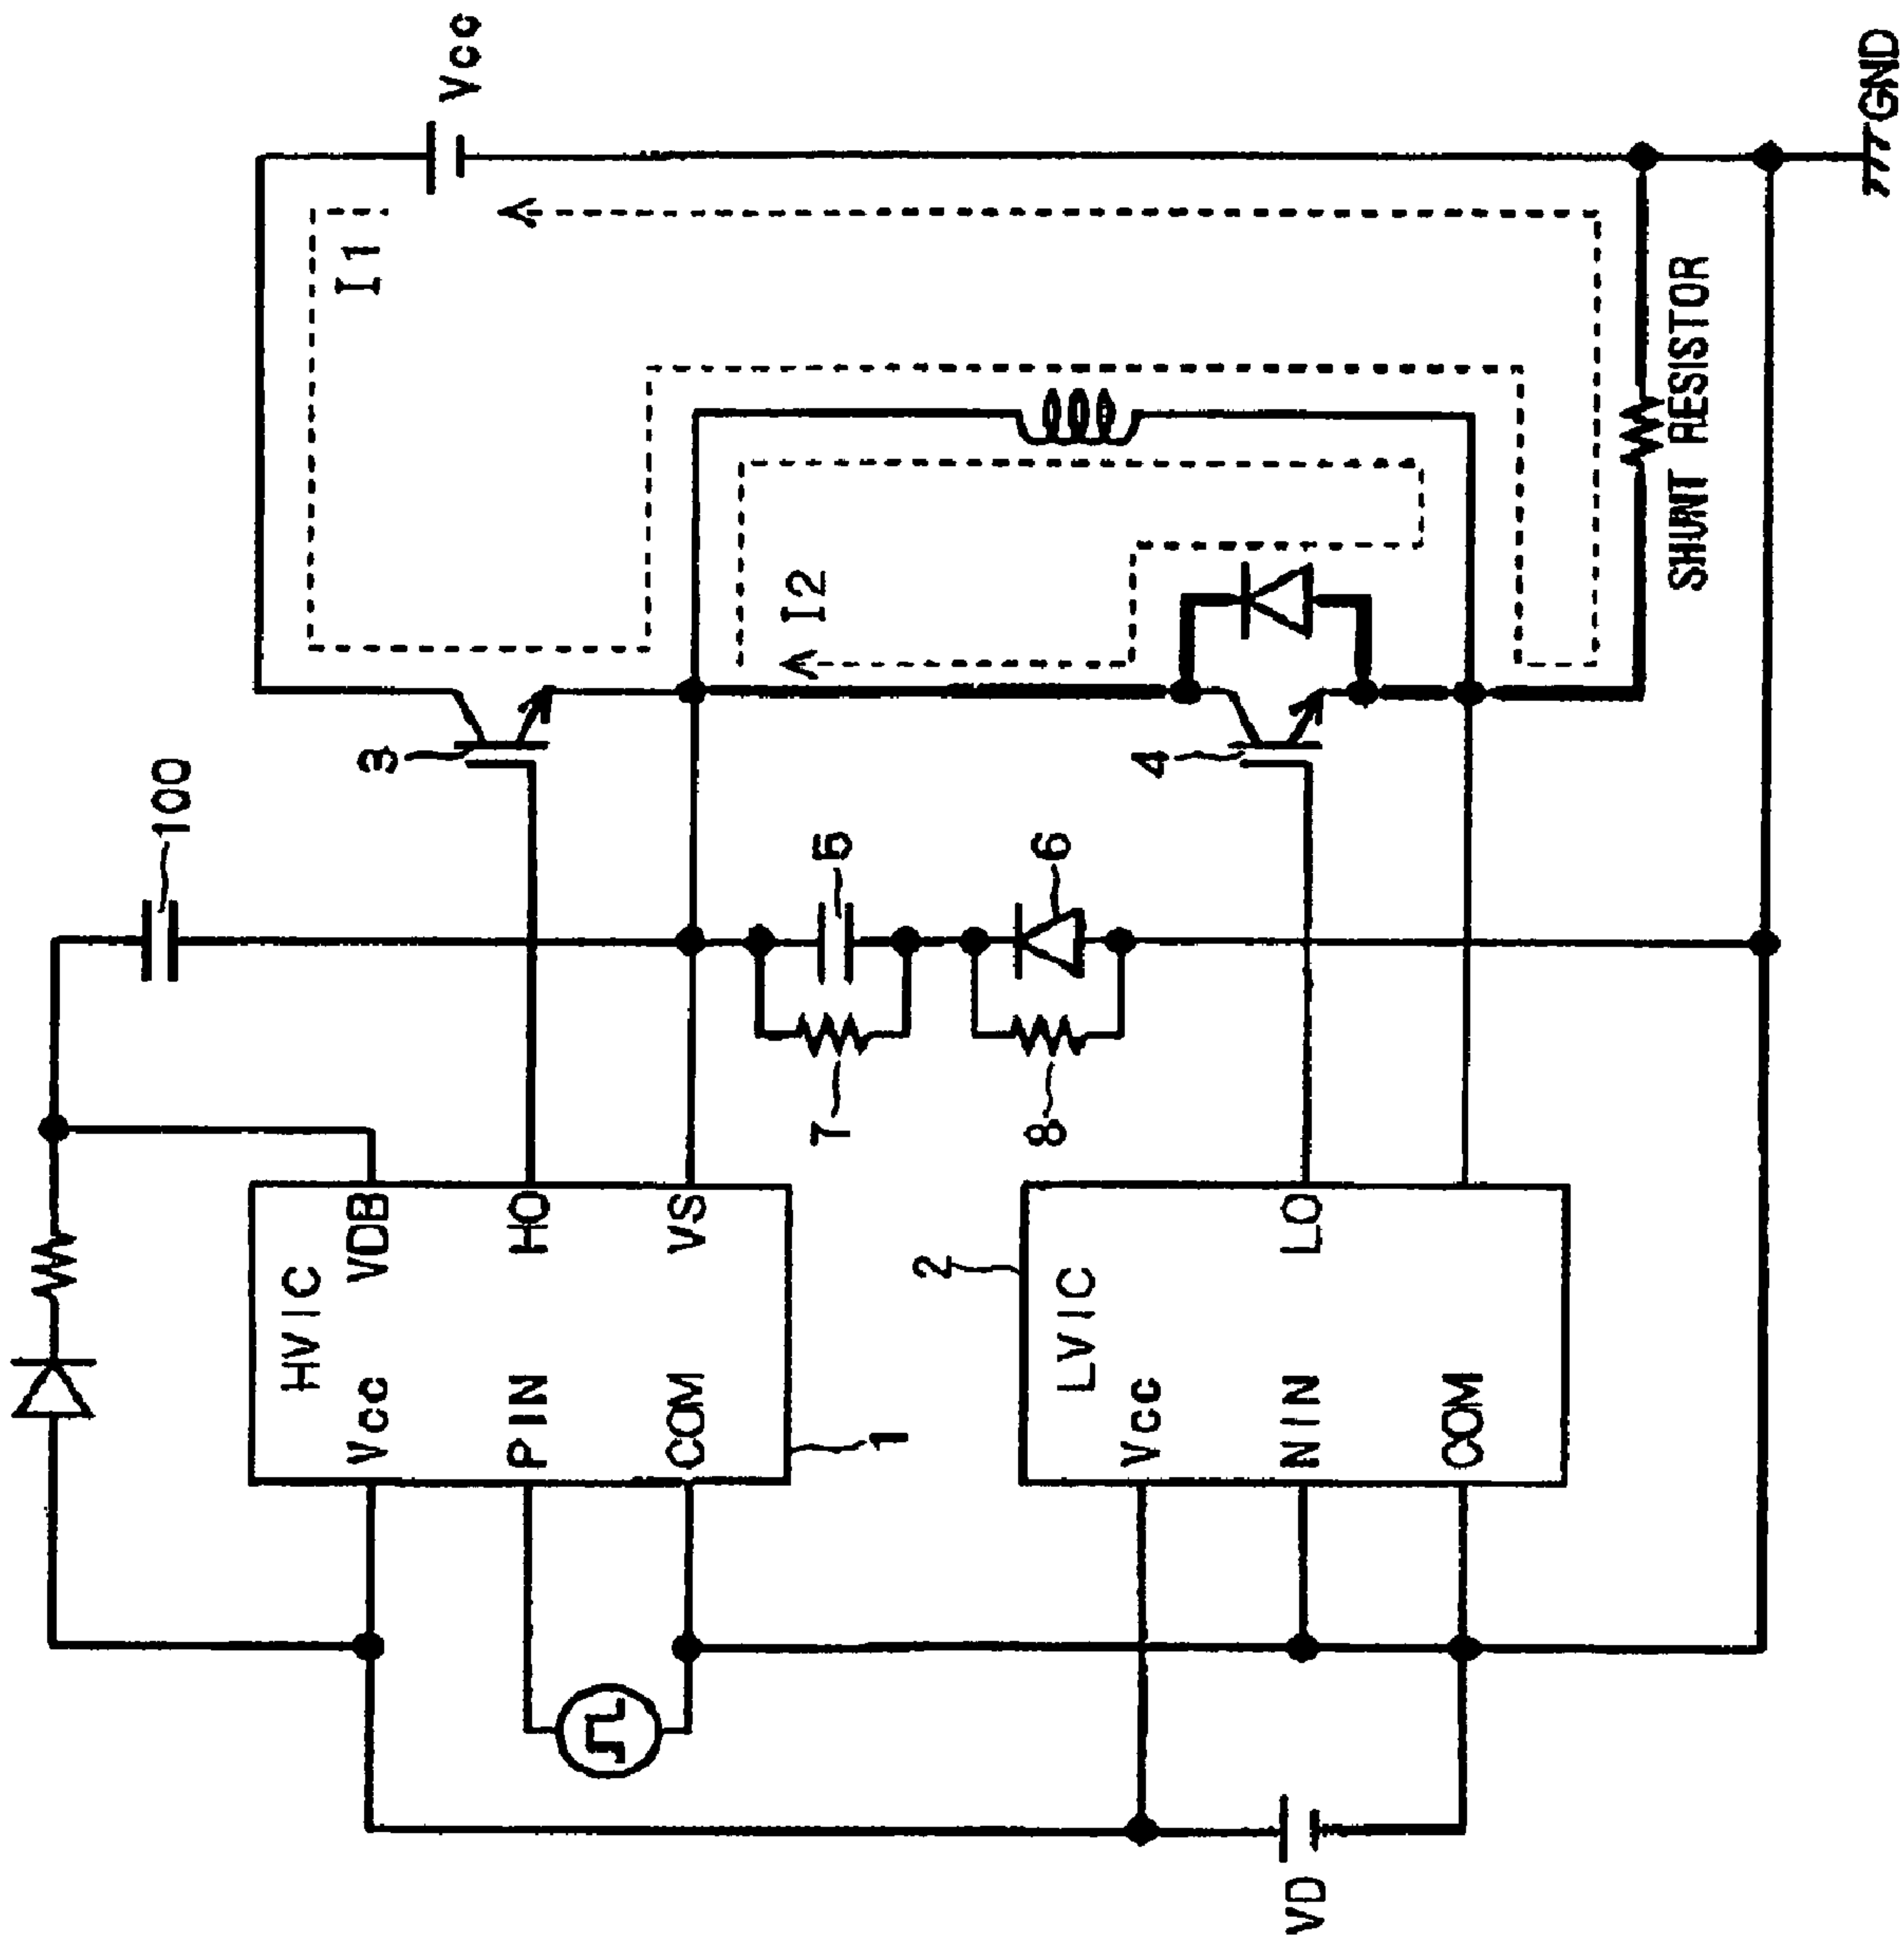 100
Vcc
HVIC
Vcc
VDB
PIN
HO
COM
VS
1
3
I1
7
5
8
6
I2
2
LVIC
Vcc
NIN
LO
COM
4
VD
SHUNT RESISTOR
GND